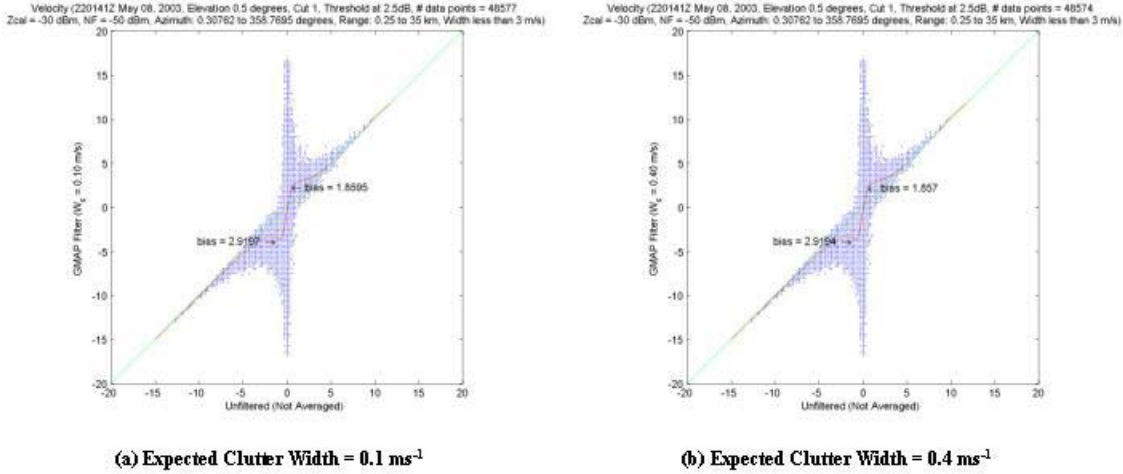 Velocity (220141Z May 08, 2003, Elevation 0.5 degrees, Cut 1, Threshold at 2.5dB, # data points = 48577
Zcal = -30 dBm, NF = -50 dBm, Azimuth: 0.30762 to 358.7695 degrees, Range: 0.25 to 35 km, Width less than 3 m/s)
20
15
10
5
0
-5
-10
-15
-20
GMAP Filter (Wc = 0.10 m/s)
bias = 1.8595
bias = 2.9197
-20 -15 -10 -5 0 5 10 15 20
Unfiltered (Not Averaged)
(a) Expected Clutter Width = 0.1 ms-1
Velocity (220141Z May 08, 2003, Elevation 0.5 degrees, Cut 1, Threshold at 2.5dB, # data points = 48574
Zcal = -30 dBm, NF = -50 dBm, Azimuth: 0.30762 to 358.7695 degrees, Range: 0.25 to 35 km, Width less than 3 m/s)
20
15
10
5
0
-5
-10
-15
-20
GMAP Filter (Wc = 0.40 m/s)
bias = 1.857
bias = 2.9194
-20 -15 -10 -5 0 5 10 15 20
Unfiltered (Not Averaged)
(b) Expected Clutter Width = 0.4 ms-1